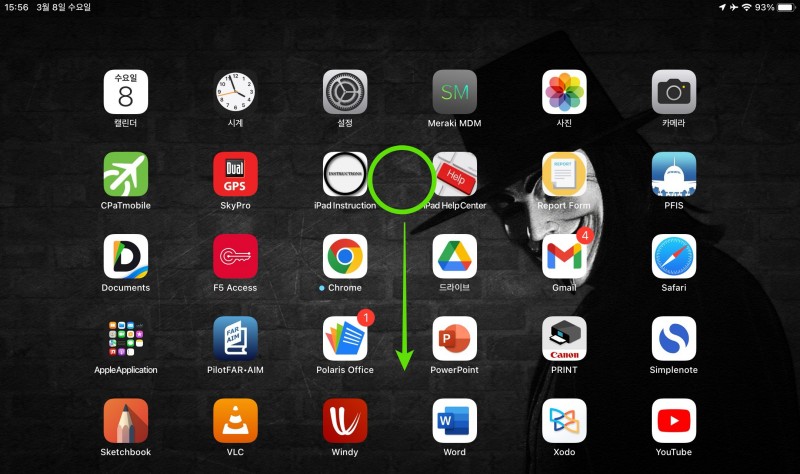 15:56 3월 8일 수요일
93%
수요일
8
캘린더
시계
설정
SM
Meraki MDM
사진
카메라
CPaTmobile
Dual
GPS
SkyPro
INSTRUCTIONS
iPad Instruction
Help
iPad HelpCenter
REPORT
Report Form
PFIS
D
Documents
F5 Access
Chrome
드라이브
4
Gmail
Safari
AppleApplication
FAR
AIM
PilotFAR•AIM
1
Polaris Office
P
PowerPoint
Canon
PRINT
Simplenote
Sketchbook
VLC
Windy
W
Word
Xodo
YouTube